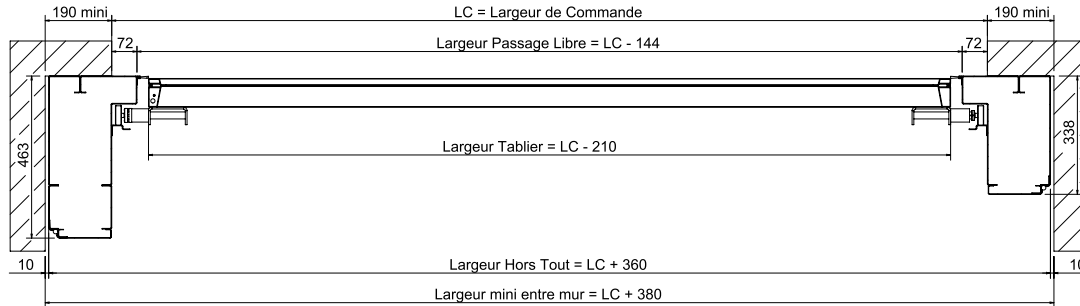 190 mini
LC = Largeur de Commande
190 mini
72
Largeur Passage Libre = LC - 144
72
463
Largeur Tablier = LC - 210
338
10
Largeur Hors Tout = LC + 360
10
Largeur mini entre mur = LC + 380